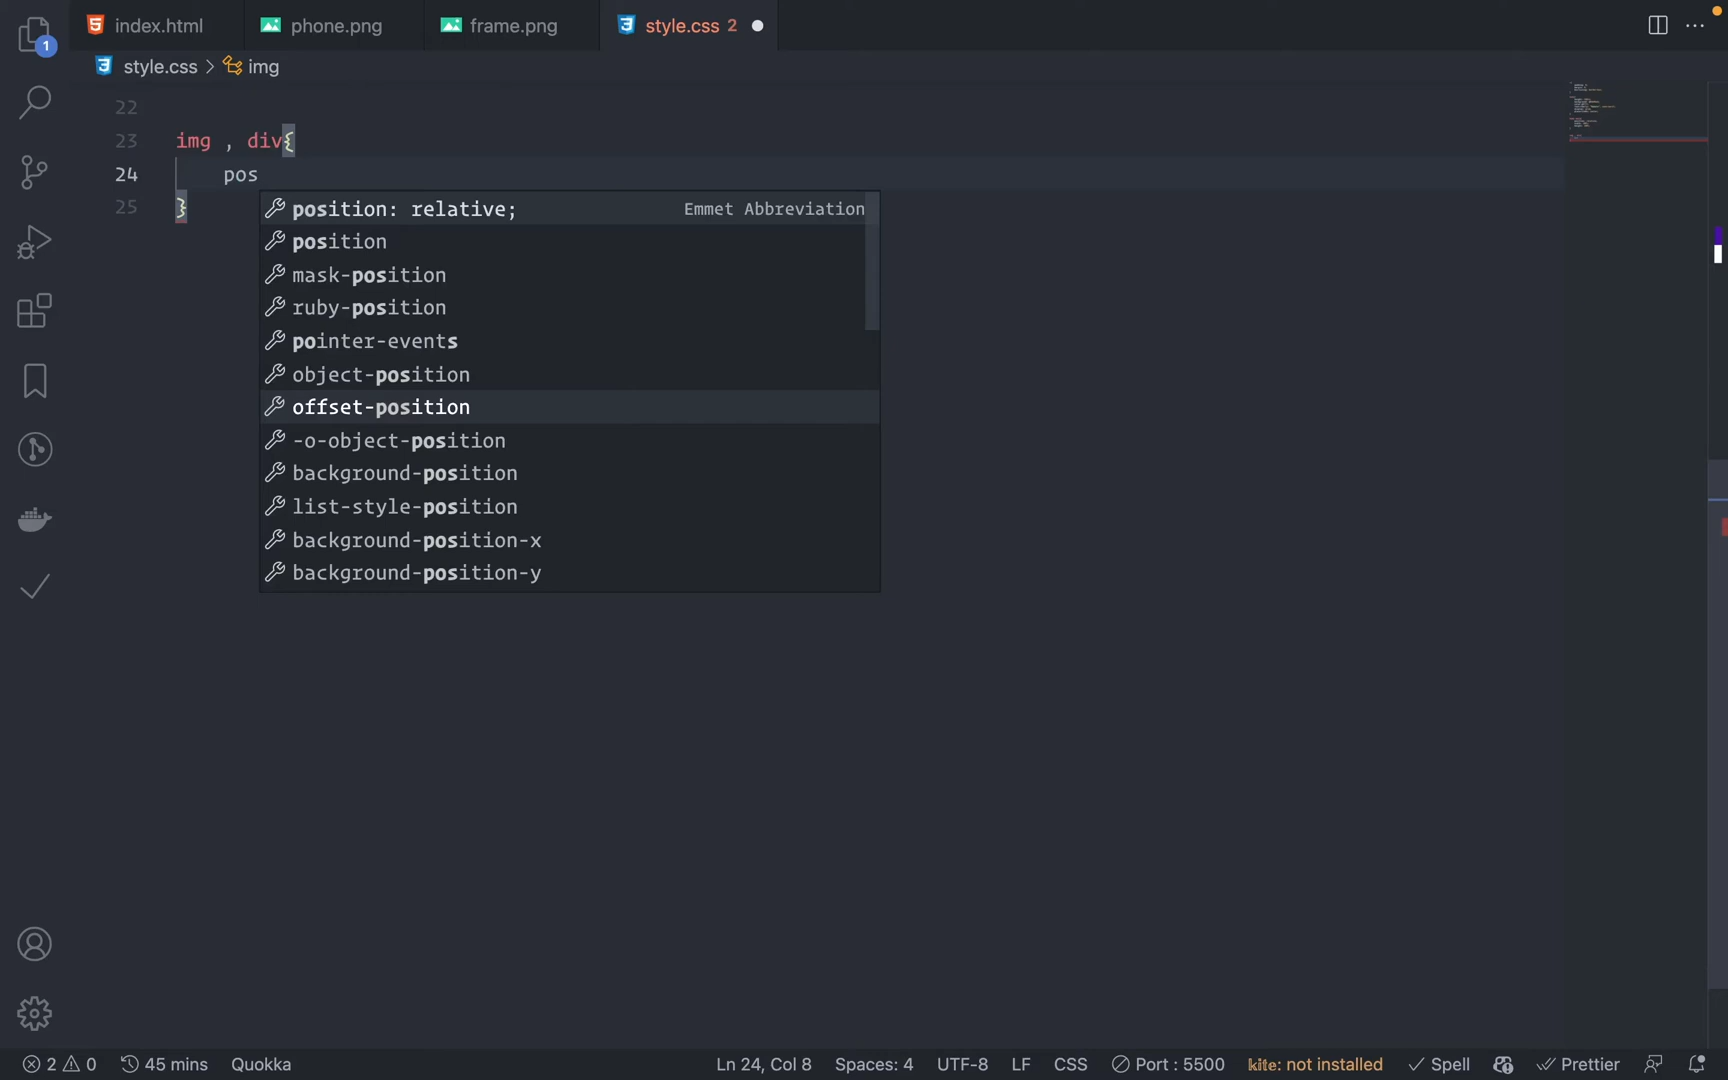 index.html phone.png frame.png style.css 2
style.css > img
22
23 img , div{
24 pos
25 }
position: relative; Emmet Abbreviation
position
mask-position
ruby-position
pointer-events
object-position
offset-position
-o-object-position
background-position
list-style-position
background-position-x
background-position-y
1
2 0 45 mins Quokka Ln 24, Col 8 Spaces: 4 UTF-8 LF CSS Port : 5500 kite: not installed Spell Prettier